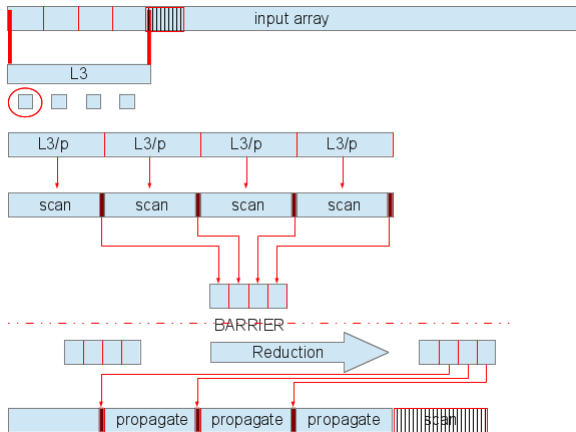 input array
L3
L3/p L3/p L3/p L3/p
scan scan scan scan
BARRIER
Reduction
propagate propagate propagate scan